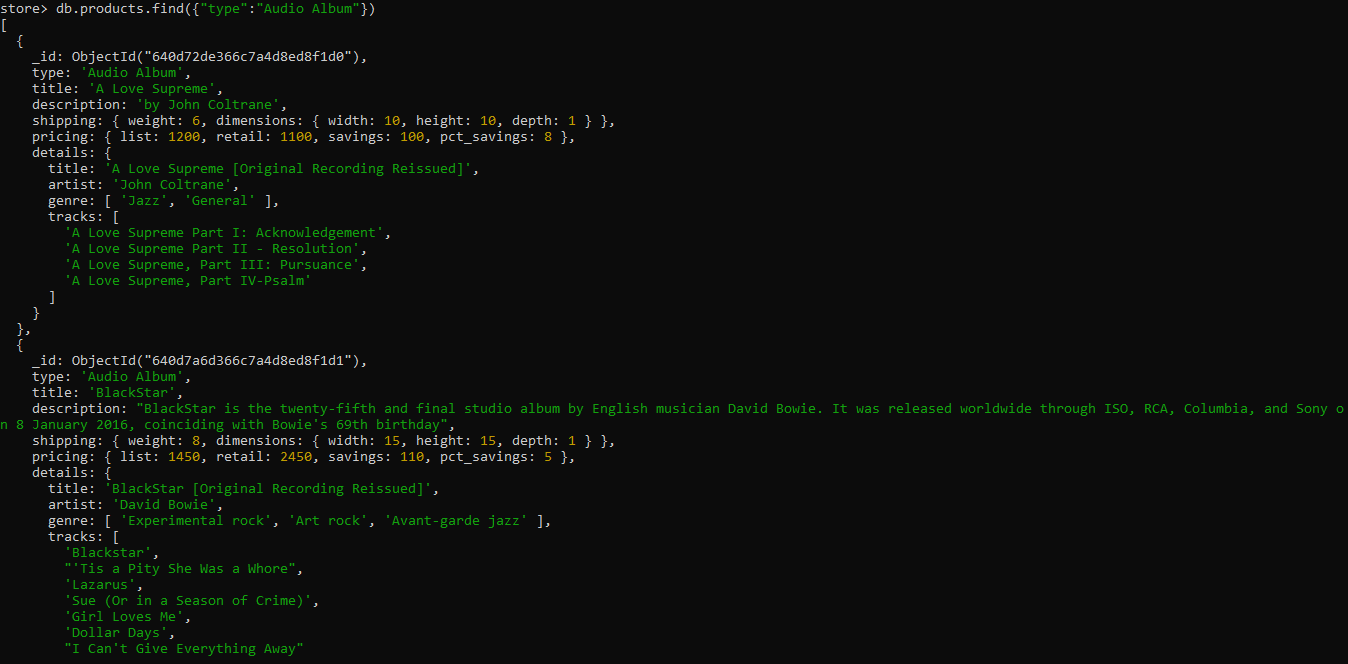 store> db.products.find({"type":"Audio Album"})
[
  {
    _id: ObjectId("640d72de366c7a4d8ed8f1d0"),
    type: 'Audio Album',
    title: 'A Love Supreme',
    description: 'by John Coltrane',
    shipping: { weight: 6, dimensions: { width: 10, height: 10, depth: 1 } },
    pricing: { list: 1200, retail: 1100, savings: 100, pct_savings: 8 },
    details: {
      title: 'A Love Supreme [Original Recording Reissued]',
      artist: 'John Coltrane',
      genre: [ 'Jazz', 'General' ],
      tracks: [
        'A Love Supreme Part I: Acknowledgement',
        'A Love Supreme Part II - Resolution',
        'A Love Supreme, Part III: Pursuance',
        'A Love Supreme, Part IV-Psalm'
      ]
    }
  },
  {
    _id: ObjectId("640d7a6d366c7a4d8ed8f1d1"),
    type: 'Audio Album',
    title: 'BlackStar',
    description: "BlackStar is the twenty-fifth and final studio album by English musician David Bowie. It was released worldwide through ISO, RCA, Columbia, and Sony o
n 8 January 2016, coinciding with Bowie's 69th birthday",
    shipping: { weight: 8, dimensions: { width: 15, height: 15, depth: 1 } },
    pricing: { list: 1450, retail: 2450, savings: 110, pct_savings: 5 },
    details: {
      title: 'BlackStar [Original Recording Reissued]',
      artist: 'David Bowie',
      genre: [ 'Experimental rock', 'Art rock', 'Avant-garde jazz' ],
      tracks: [
        'Blackstar',
        "'Tis a Pity She Was a Whore",
        'Lazarus',
        'Sue (Or in a Season of Crime)',
        'Girl Loves Me',
        'Dollar Days',
        "I Can't Give Everything Away"